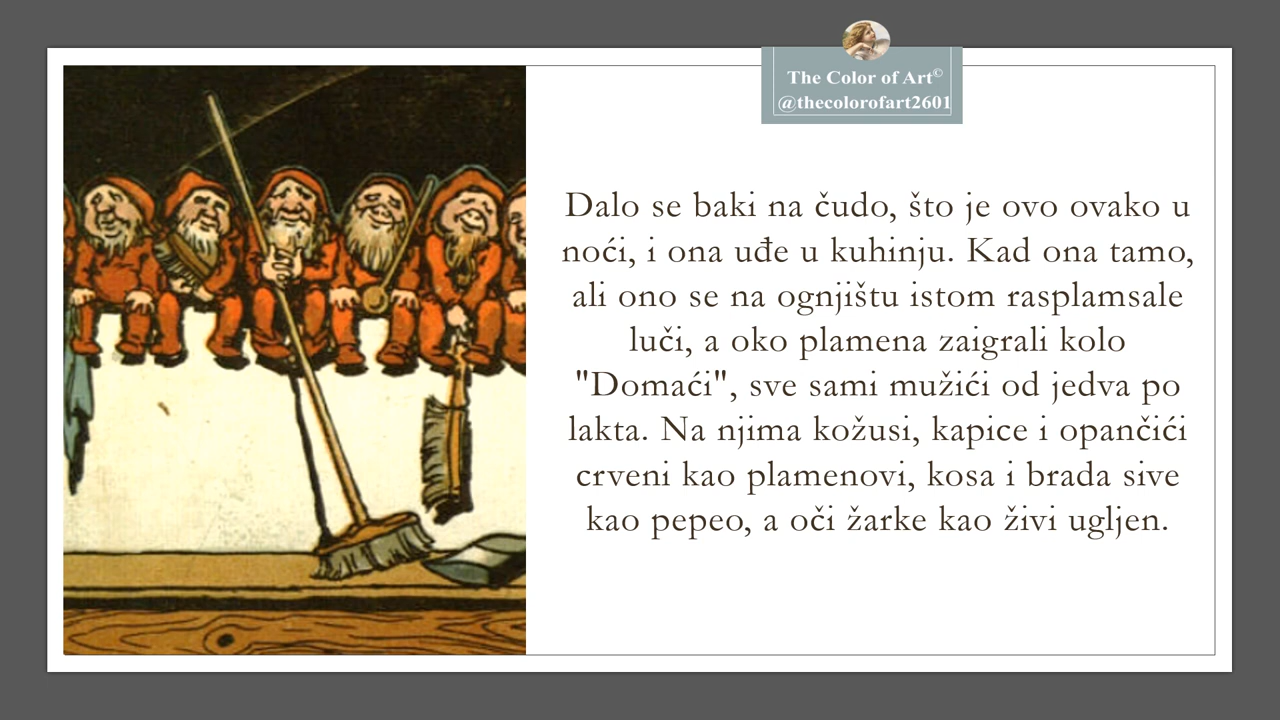 The Color of Art©
@thecolorofart2601
Dalo se baki na čudo, što je ovo ovako u
noći, i ona uđe u kuhinju. Kad ona tamo,
ali ono se na ognjištu istom rasplamsale
luči, a oko plamena zaigrali kolo
"Domaći", sve sami mužići od jedva po
lakta. Na njima kožusi, kapice i opančići
crveni kao plamenovi, kosa i brada sive
kao pepeo, a oči žarke kao živi ugljen.